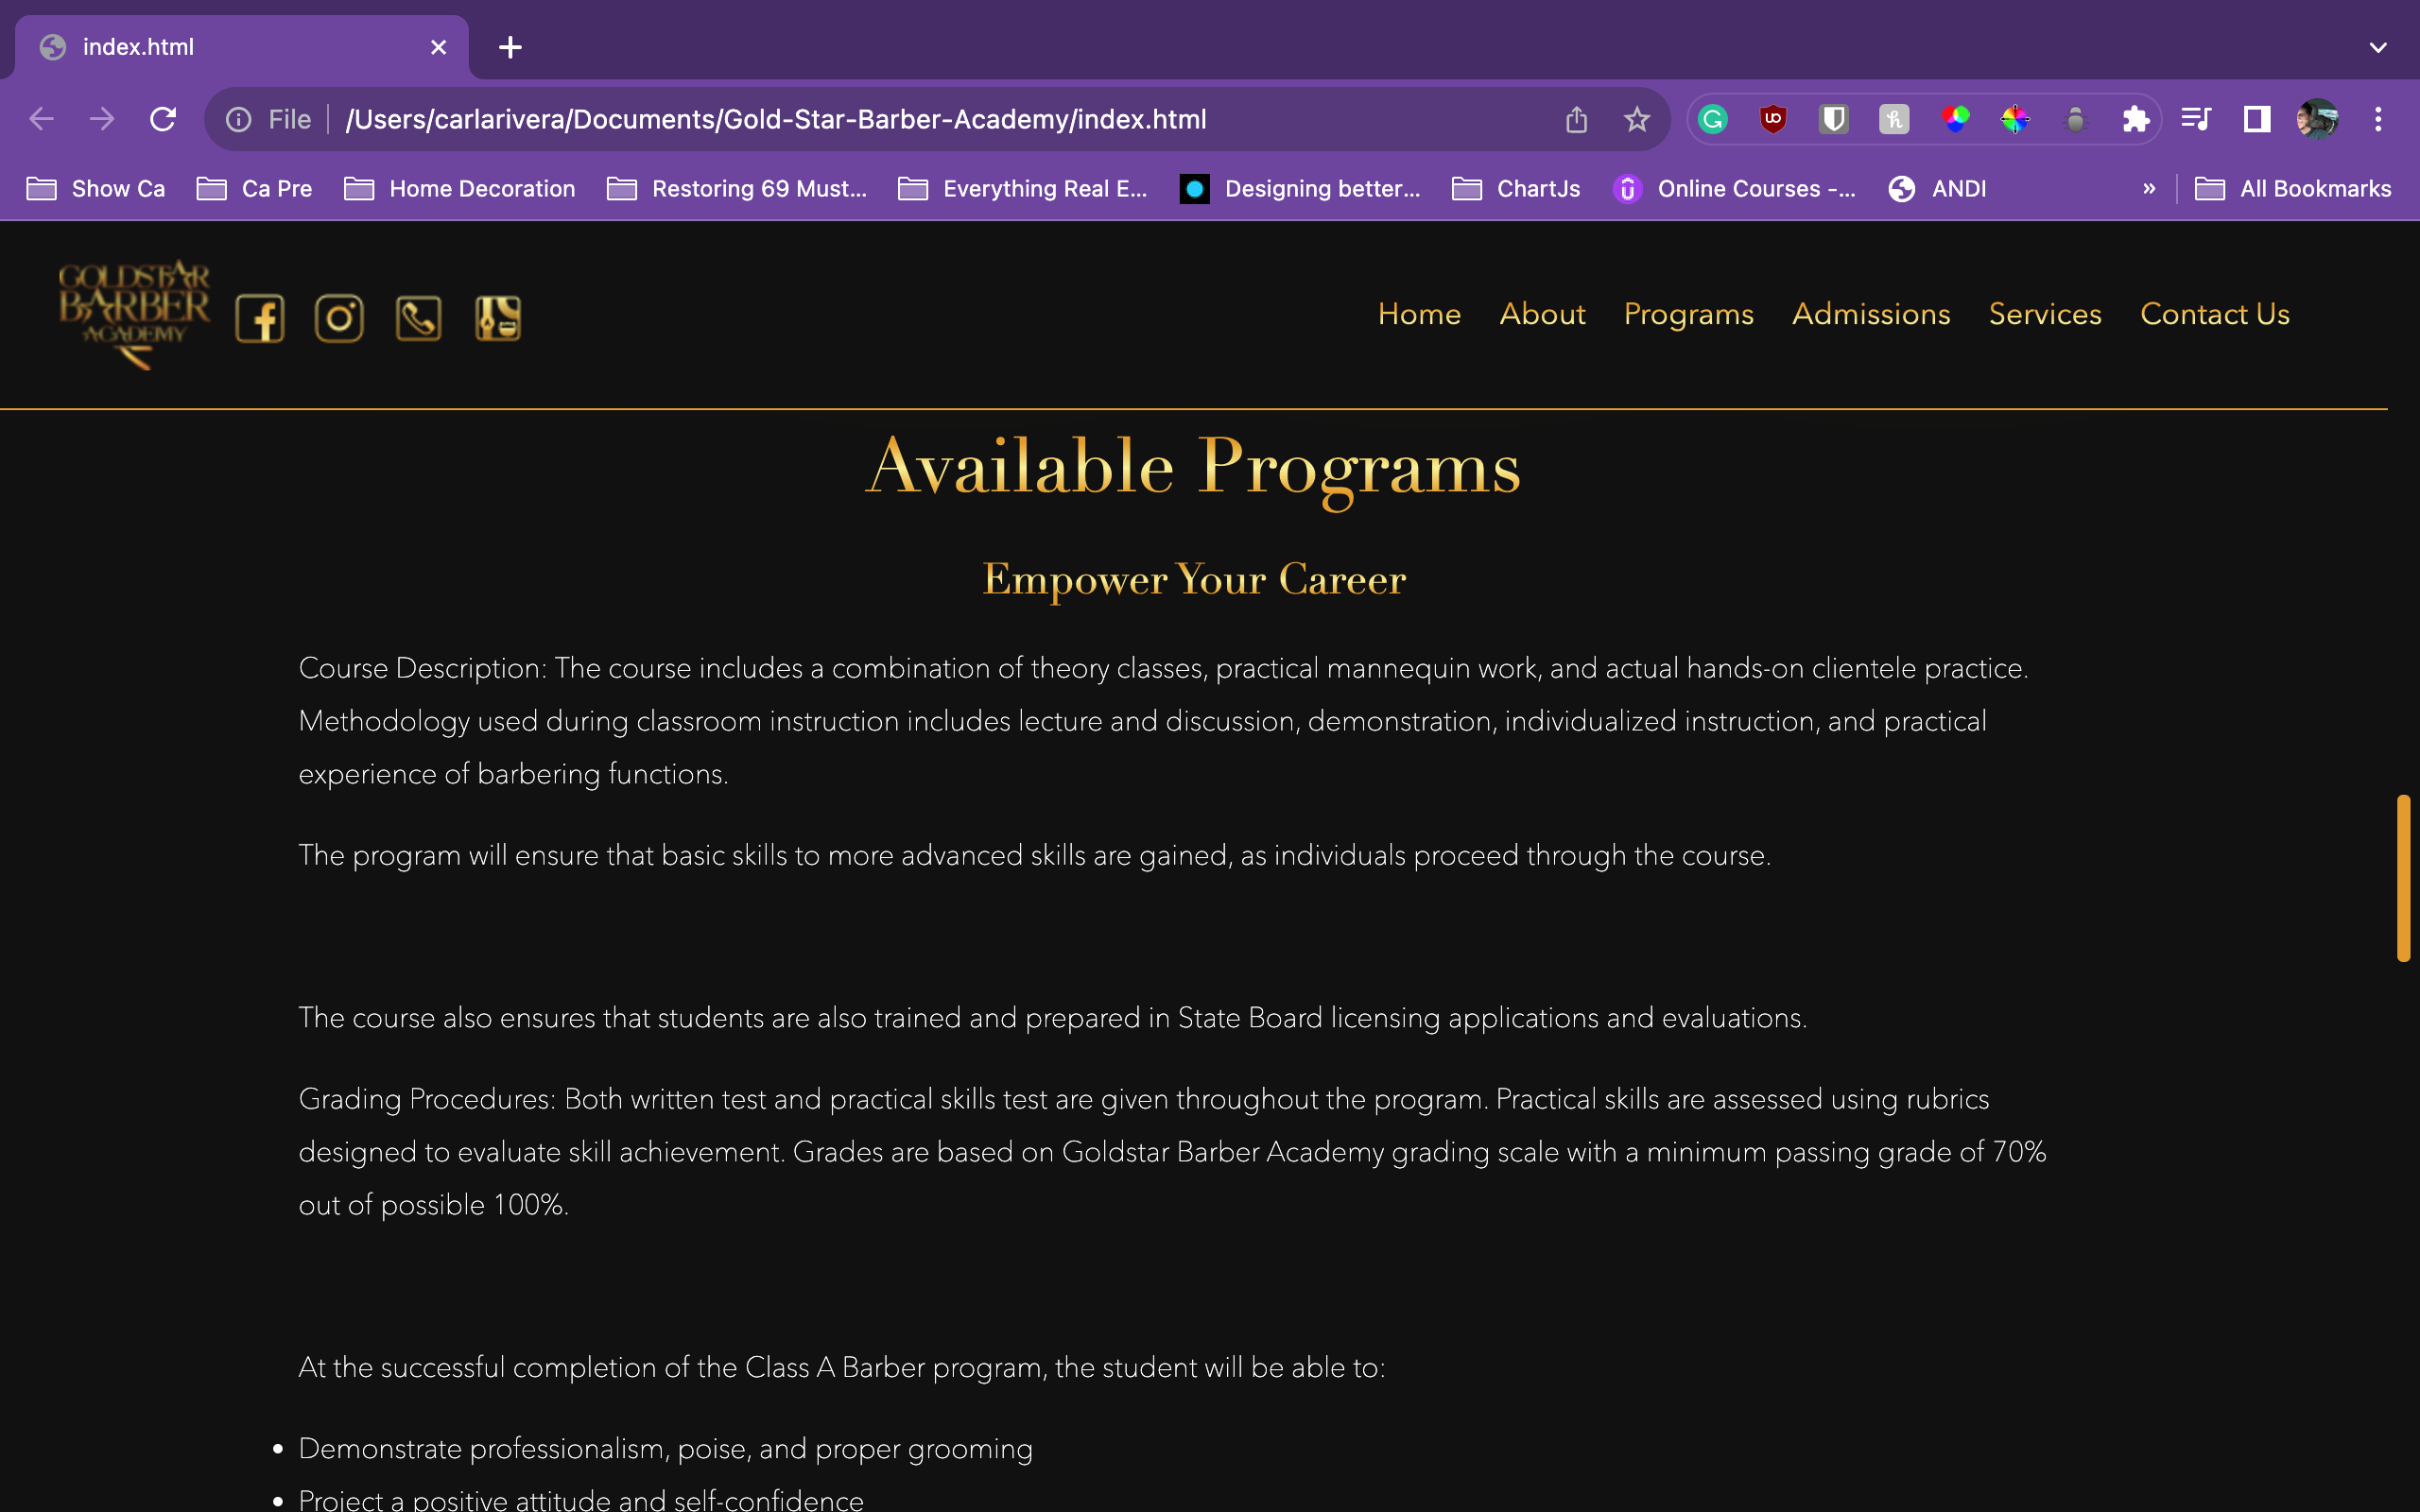 index.html
File
/Users/carlarivera/Documents/Gold-Star-Barber-Academy/index.html
Show Ca
Ca Pre
Home Decoration
Restoring 69 Must...
Everything Real E...
Designing better...
ChartJs
Online Courses -...
ANDI
»
All Bookmarks
GOLDSTAR
BARBER
ACADEMY
Home
About
Programs
Admissions
Services
Contact Us
Available Programs
Empower Your Career
Course Description: The course includes a combination of theory classes, practical mannequin work, and actual hands-on clientele practice.
Methodology used during classroom instruction includes lecture and discussion, demonstration, individualized instruction, and practical
experience of barbering functions.
The program will ensure that basic skills to more advanced skills are gained, as individuals proceed through the course.
The course also ensures that students are also trained and prepared in State Board licensing applications and evaluations.
Grading Procedures: Both written test and practical skills test are given throughout the program. Practical skills are assessed using rubrics
designed to evaluate skill achievement. Grades are based on Goldstar Barber Academy grading scale with a minimum passing grade of 70%
out of possible 100%.
At the successful completion of the Class A Barber program, the student will be able to:
• Demonstrate professionalism, poise, and proper grooming
• Project a positive attitude and self-confidence